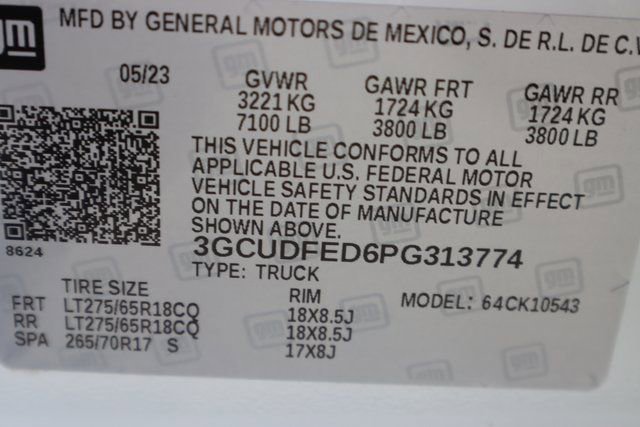 gm MFD BY GENERAL MOTORS DE MEXICO, S. DE R.L. DE C.V
05/23 GVWR GAWR FRT GAWR RR
3221 KG 1724 KG 1724 KG
7100 LB 3800 LB 3800 LB
THIS VEHICLE CONFORMS TO ALL
APPLICABLE U.S. FEDERAL MOTOR
VEHICLE SAFETY STANDARDS IN EFFECT
ON THE DATE OF MANUFACTURE
SHOWN ABOVE.
8624 3GCUDFED6PG313774
TYPE: TRUCK
TIRE SIZE RIM MODEL: 64CK10543
FRT LT275/65R18CQ 18X8.5J
RR LT275/65R18CQ 18X8.5J
SPA 265/70R17 S 17X8J